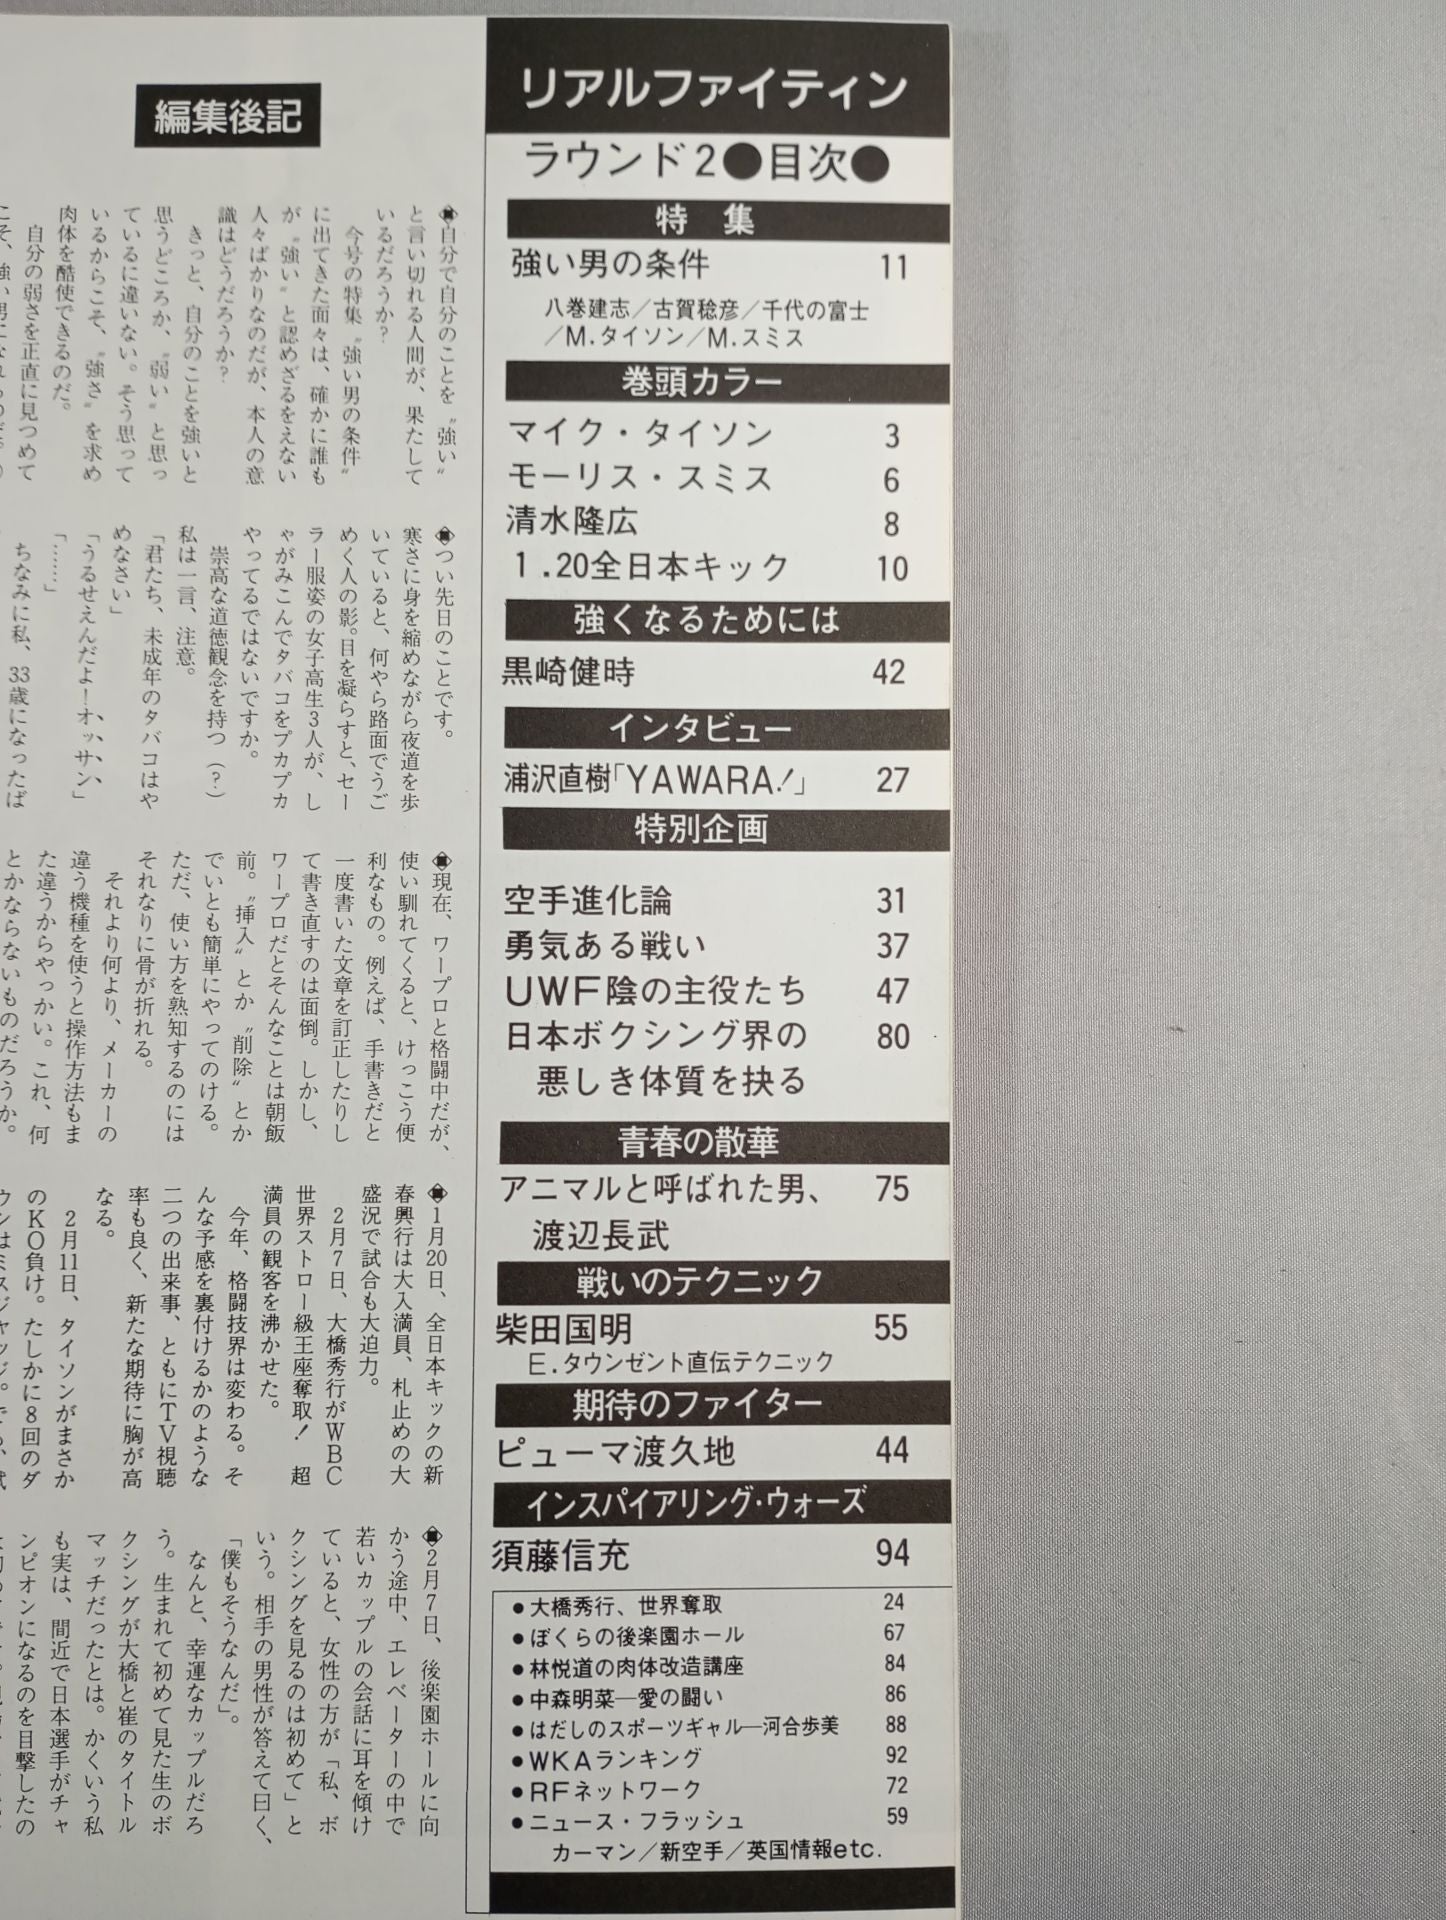 編集後記
◈自分で自分のことを〝強い〟
と言い切れる人間が、果たして
いるだろうか？
今号の特集〝強い男の条件〟
に出てきた面々は、確かに誰も
が〝強い〟と認めざるをえない
人々ばかりなのだが、本人の意
識はどうだろうか？
きっと、自分のことを強いと
思うどころか、〝弱い〟と思っ
ているに違いない。そう思って
いるからこそ、〝強さ〟を求め
肉体を酷使できるのだ。
自分の弱さを正直に見つめて
◈つい先日のことです。
寒さに身を縮めながら夜道を歩
いていると、何やら路面でうご
めく人の影。目を凝らすと、セー
ラー服姿の女子高生3人が、し
ゃがみこんでタバコをプカプカ
やってるではないですか。
崇高な道徳観念を持つ（？）
私は一言、注意。
「君たち、未成年のタバコはや
めなさい」
「うるせえんだよ！オッサン」
「……」
ちなみに私、33歳になったば
◈現在、ワープロと格闘中だが、
使い馴れてくると、けっこう便
利なもの。例えば、手書きだと
一度書いた文章を訂正したりし
て書き直すのは面倒。しかし、
ワープロだとそんなことは朝飯
前。〝挿入〟とか〝削除〟とか
でいとも簡単にやってのける。
ただ、使い方を熟知するのには
それなりに骨が折れる。
それより何より、メーカーの
違う機種を使うと操作方法もま
た違うからやっかい。これ、何
とかならないものだろうか。
◈1月20日、全日本キックの新
春興行は大入満員、札止めの大
盛況で試合も大迫力。
2月7日、大橋秀行がWBC
世界ストロー級王座奪取！ 超
満員の観客を沸かせた。
今年、格闘技界は変わる。そ
んな予感を裏付けるかのような
二つの出来事、ともにTV視聴
率も良く、新たな期待に胸が高
なる。
2月11日、タイソンがまさか
のKO負け。たしかに8回のダ
◈2月7日、後楽園ホールに向
かう途中、エレベーターの中で
若いカップルの会話に耳を傾け
ていると、女性の方が「私、ボ
クシングを見るのは初めて」と
いう。相手の男性が答えて曰く、
「僕もそうなんだ」。
なんと、幸運なカップルだろ
う。生まれて初めて見た生のボ
クシングが大橋と崔のタイトル
マッチだったとは。かくいう私
も実は、間近で日本選手がチャ
ンピオンになるのを目撃したの
リアルファイティン
ラウンド2●目次●
特 集
強い男の条件 11
八巻建志／古賀稔彦／千代の富士
／M.タイソン／M.スミス
巻頭カラー
マイク・タイソン 3
モーリス・スミス 6
清水隆広 8
1.20全日本キック 10
強くなるためには
黒崎健時 42
インタビュー
浦沢直樹「YAWARA！」 27
特別企画
空手進化論 31
勇気ある戦い 37
UWF陰の主役たち 47
日本ボクシング界の 80
悪しき体質を抉る
青春の散華
アニマルと呼ばれた男、 75
渡辺長武
戦いのテクニック
柴田国明 55
E.タウンゼント直伝テクニック
期待のファイター
ピューマ渡久地 44
インスパイアリング・ウォーズ
須藤信充 94
●大橋秀行、世界奪取 24
●ぼくらの後楽園ホール 67
●林悦道の肉体改造講座 84
●中森明菜―愛の闘い 86
●はだしのスポーツギャル―河合歩美 88
●WKAランキング 92
●RFネットワーク 72
●ニュース・フラッシュ 59
カーマン／新空手／英国情報etc.